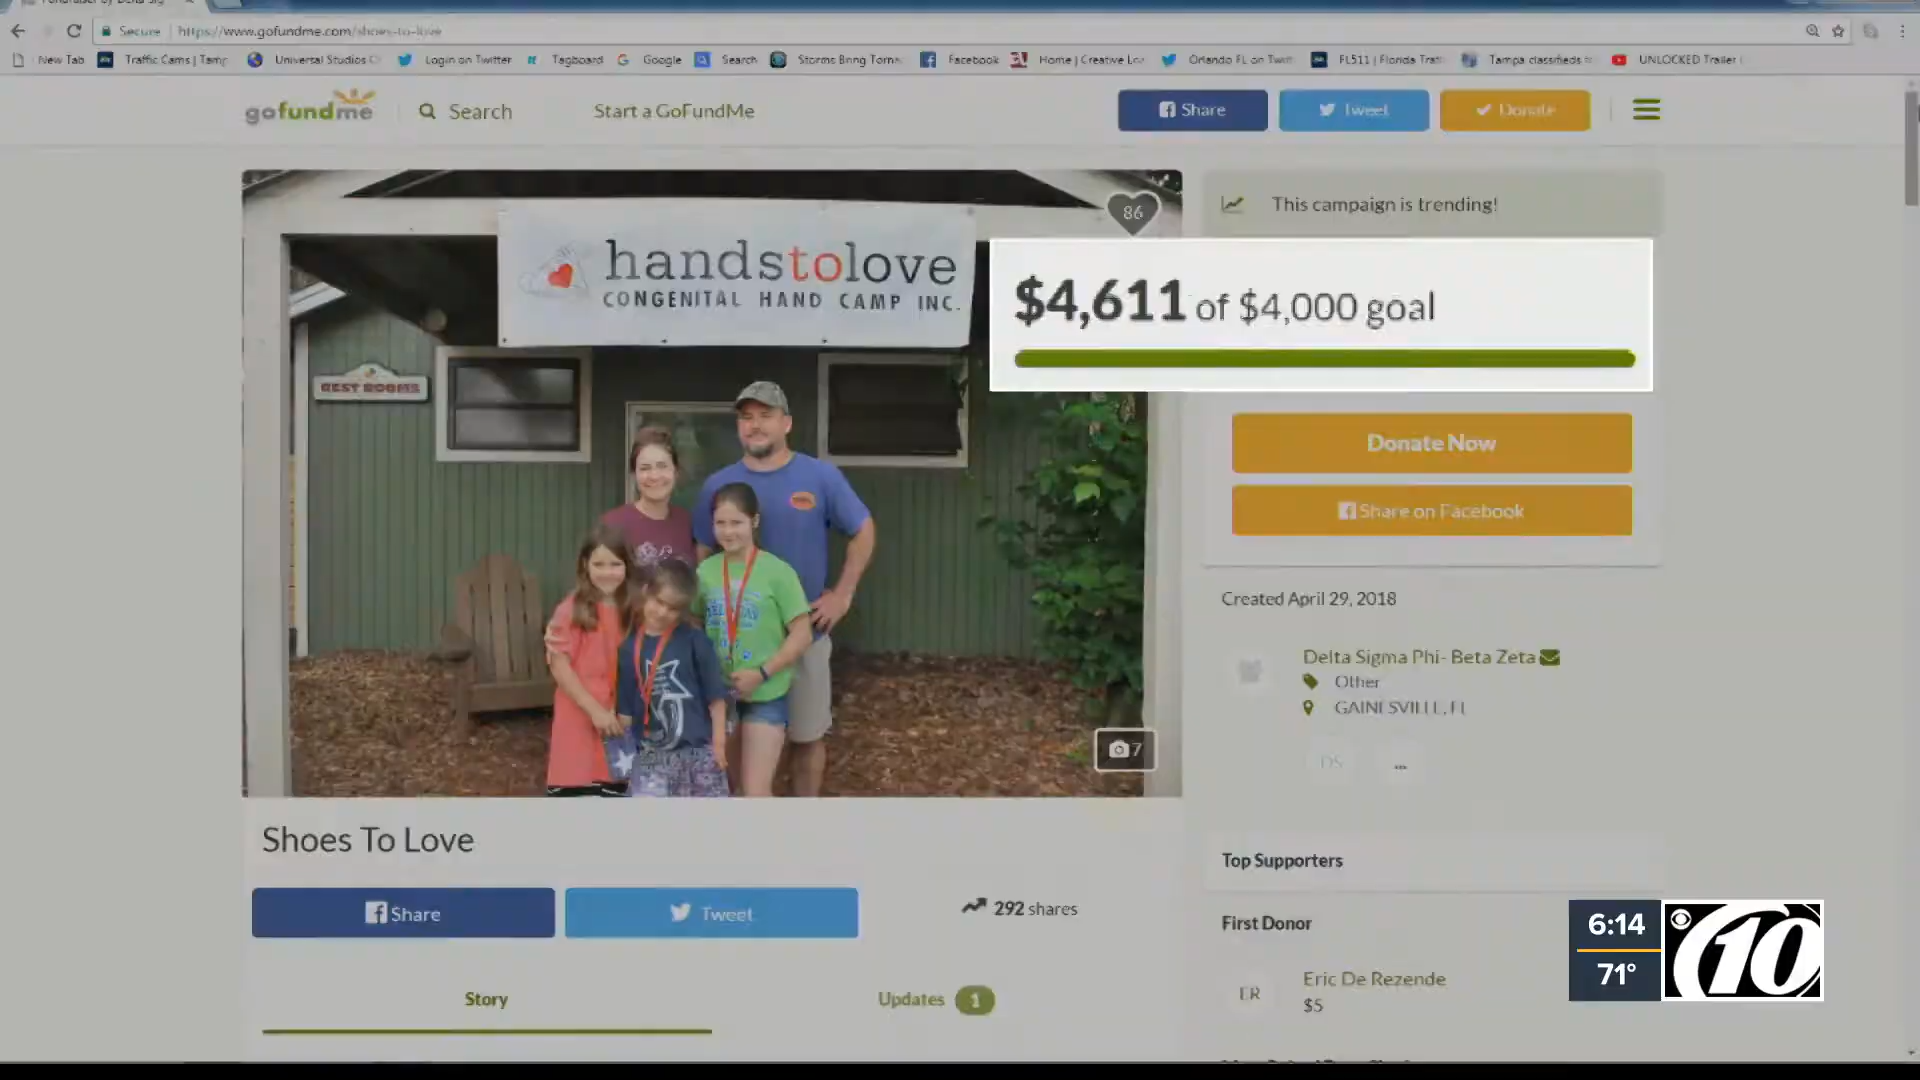 Secure https://www.gofundme.com/shoes-to-love
New Tab Traffic Cams | Tamp Universal Studios Login on Twitter Tagboard Google Search Storms Bring Torna Facebook Home | Creative Lo Orlando FL on Twitt FL511 | Florida Traf Tampa classifieds UNLOCKED Trailer
gofundme Search Start a GoFundMe Share Tweet Donate
handstolove
CONGENITAL HAND CAMP INC.
REST ROOMS
86
7
This campaign is trending!
$4,611 of $4,000 goal
Donate Now
Share on Facebook
Created April 29, 2018
Delta Sigma Phi- Beta Zeta
Other
GAINESVILLE, FL
DS
...
Shoes To Love
Share Tweet 292 shares
Story Updates 1
Top Supporters
First Donor
ER Eric De Rezende
$5
6:14
71°
10